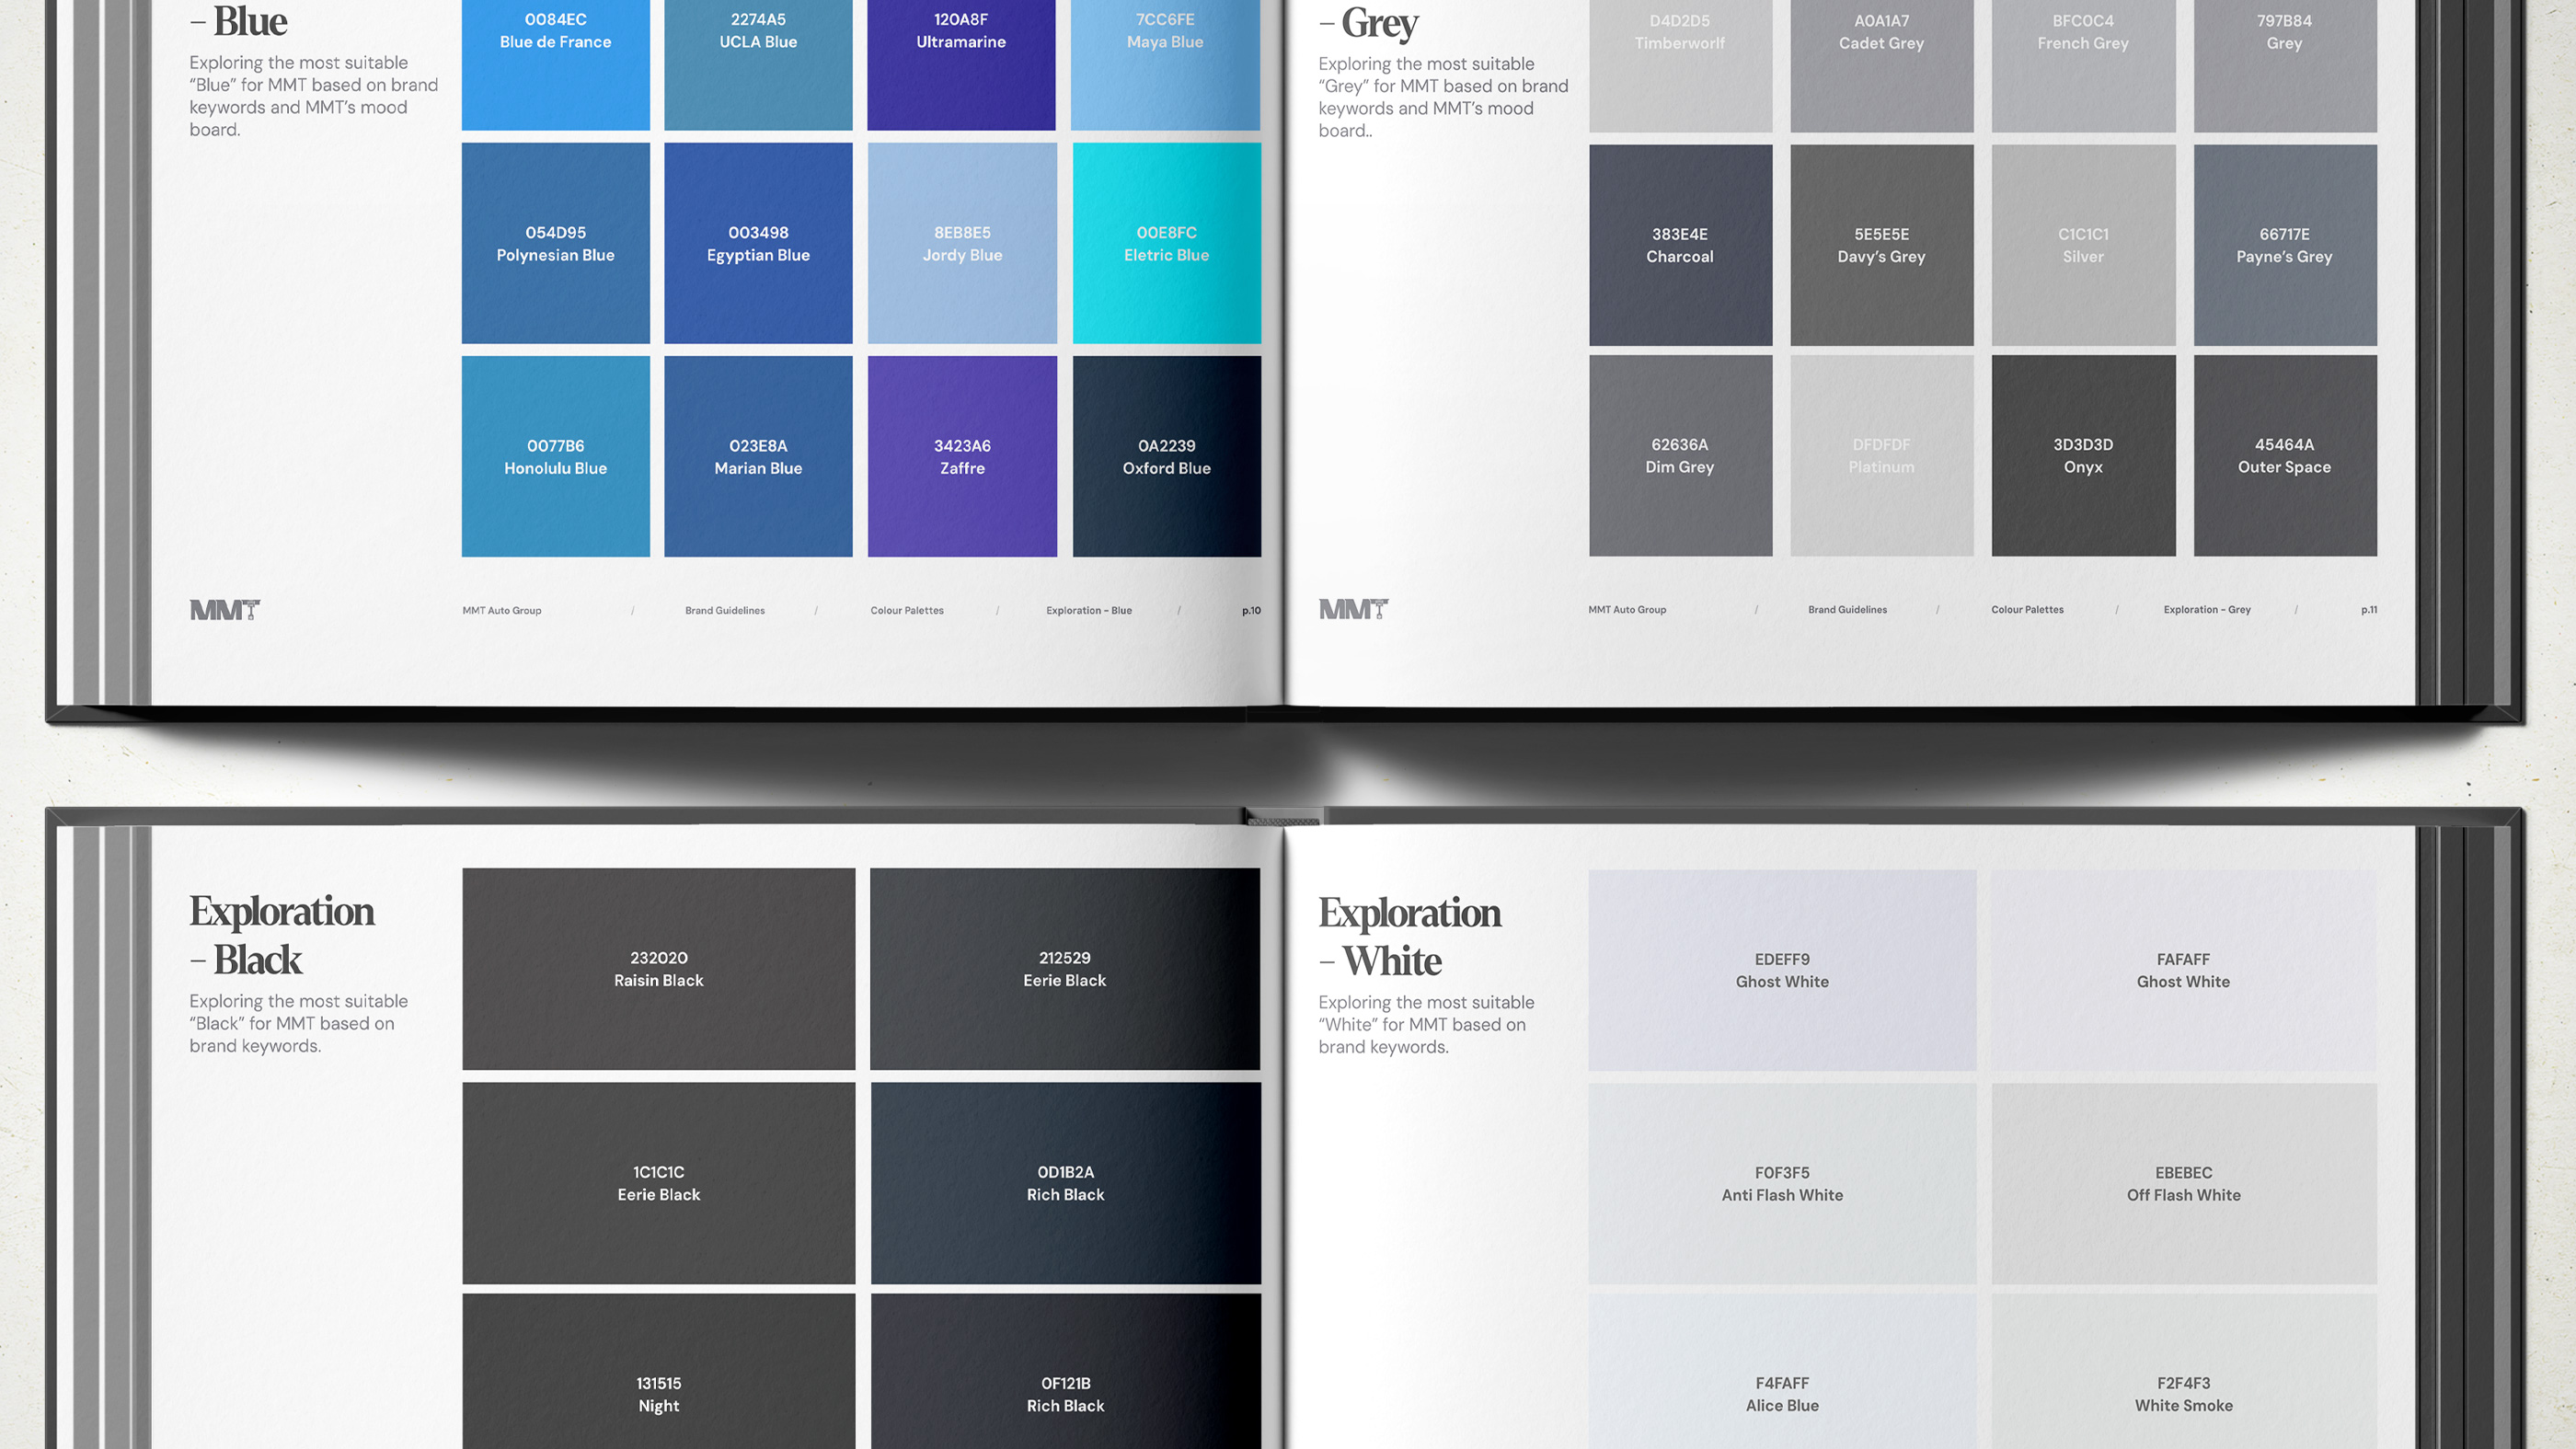 – Blue
Exploring the most suitable
“Blue” for MMT based on brand
keywords and MMT’s mood
board.
0084EC
Blue de France
2274A5
UCLA Blue
120A8F
Ultramarine
7CC6FE
Maya Blue
054D95
Polynesian Blue
003498
Egyptian Blue
8EB8E5
Jordy Blue
00E8FC
Eletric Blue
0077B6
Honolulu Blue
023E8A
Marian Blue
3423A6
Zaffre
0A2239
Oxford Blue
MMT
MMT Auto Group / Brand Guidelines / Colour Palettes / Exploration – Blue / p.10
– Grey
Exploring the most suitable
“Grey” for MMT based on brand
keywords and MMT’s mood
board..
D4D2D5
Timberworlf
A0A1A7
Cadet Grey
BFC0C4
French Grey
797B84
Grey
383E4E
Charcoal
5E5E5E
Davy’s Grey
C1C1C1
Silver
66717E
Payne’s Grey
62636A
Dim Grey
DFDFDF
Platinum
3D3D3D
Onyx
45464A
Outer Space
MMT
MMT Auto Group / Brand Guidelines / Colour Palettes / Exploration – Grey / p.11
Exploration
– Black
Exploring the most suitable
“Black” for MMT based on
brand keywords.
232020
Raisin Black
212529
Eerie Black
1C1C1C
Eerie Black
0D1B2A
Rich Black
131515
Night
0F121B
Rich Black
Exploration
– White
Exploring the most suitable
“White” for MMT based on
brand keywords.
EDEFF9
Ghost White
FAFAFF
Ghost White
F0F3F5
Anti Flash White
EBEBEC
Off Flash White
F4FAFF
Alice Blue
F2F4F3
White Smoke